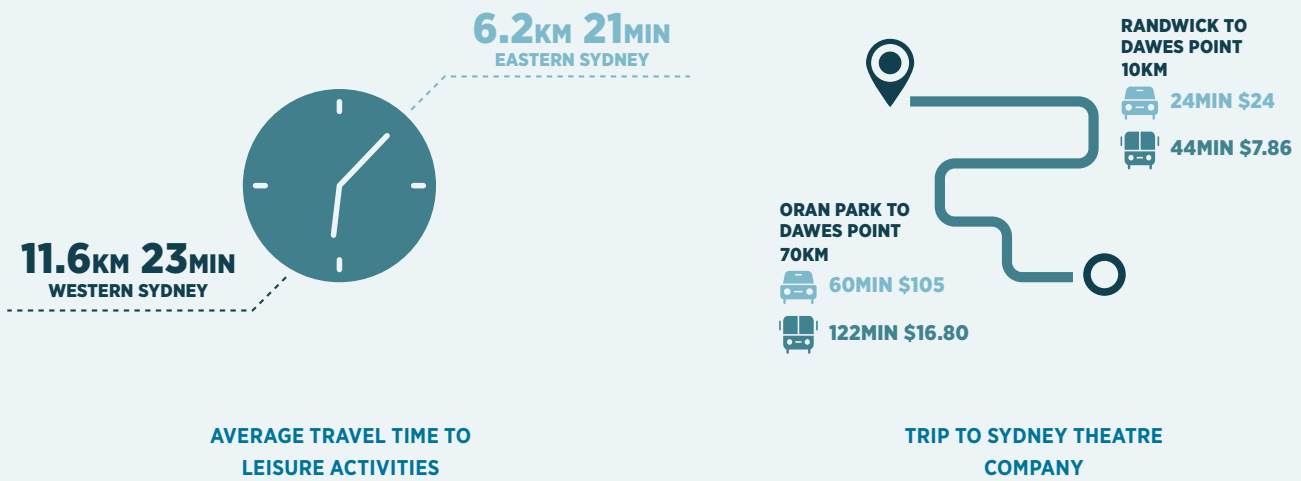 6.2KM 21MIN
EASTERN SYDNEY
11.6KM 23MIN
WESTERN SYDNEY
AVERAGE TRAVEL TIME TO
LEISURE ACTIVITIES
RANDWICK TO
DAWES POINT
10KM
24MIN $24
44MIN $7.86
ORAN PARK TO
DAWES POINT
70KM
60MIN $105
122MIN $16.80
TRIP TO SYDNEY THEATRE
COMPANY